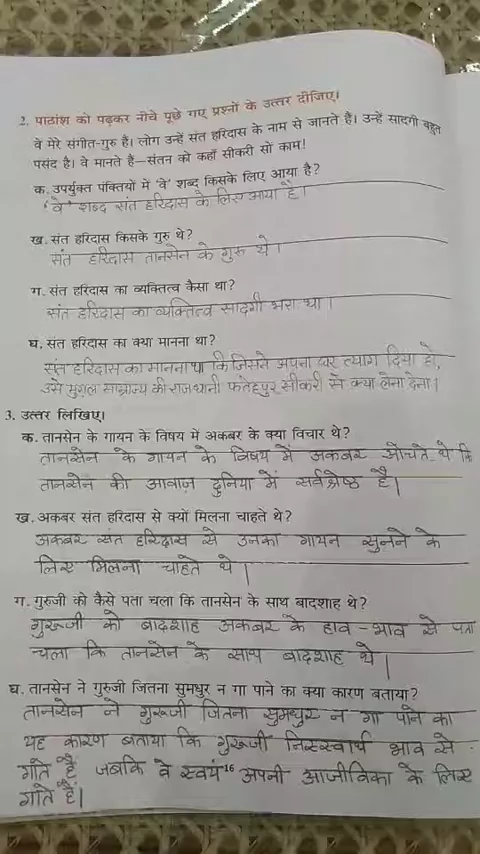 2. पाठांश को पढ़कर नीचे पूछे गए प्रश्नों के उत्तर दीजिए।
वे मेरे संगीत-गुरु हैं। लोग उन्हें संत हरिदास के नाम से जानते हैं। उन्हें सादगी बहुत
पसंद है। वे मानते हैं–संतन को कहाँ सीकरी सों काम!
क. उपर्युक्त पंक्तियों में 'वे' शब्द किसके लिए आया है?
'वे' शब्द संत हरिदास के लिए आया है।
ख. संत हरिदास किसके गुरु थे?
संत हरिदास तानसेन के गुरु थे।
ग. संत हरिदास का व्यक्तित्व कैसा था?
संत हरिदास का व्यक्तित्व सादगी भरा था।
घ. संत हरिदास का क्या मानना था?
संत हरिदास का मानना था कि जिसने अपना घर त्याग दिया हो,
उसे मुगल साम्राज्य की राजधानी फतेहपुर सीकरी से क्या लेना देना।
3. उत्तर लिखिए।
क. तानसेन के गायन के विषय में अकबर के क्या विचार थे?
तानसेन के गायन के विषय में अकबर सोचते थे कि
तानसेन की आवाज़ दुनिया में सर्वश्रेष्ठ है।
ख. अकबर संत हरिदास से क्यों मिलना चाहते थे?
अकबर संत हरिदास से उनका गायन सुनने के
लिए मिलना चाहते थे।
ग. गुरुजी को कैसे पता चला कि तानसेन के साथ बादशाह थे?
गुरूजी को बादशाह अकबर के हाव-भाव से पता
चला कि तानसेन के साथ बादशाह थे।
घ. तानसेन ने गुरुजी जितना सुमधुर न गा पाने का क्या कारण बताया?
तानसेन ने गुरूजी जितना सुमधुर न गा पाने का
यह कारण बताया कि गुरूजी निस्स्वार्थ भाव से
गाते हैं जबकि वे स्वयं 16 अपनी आजीविका के लिए
गाते हैं।